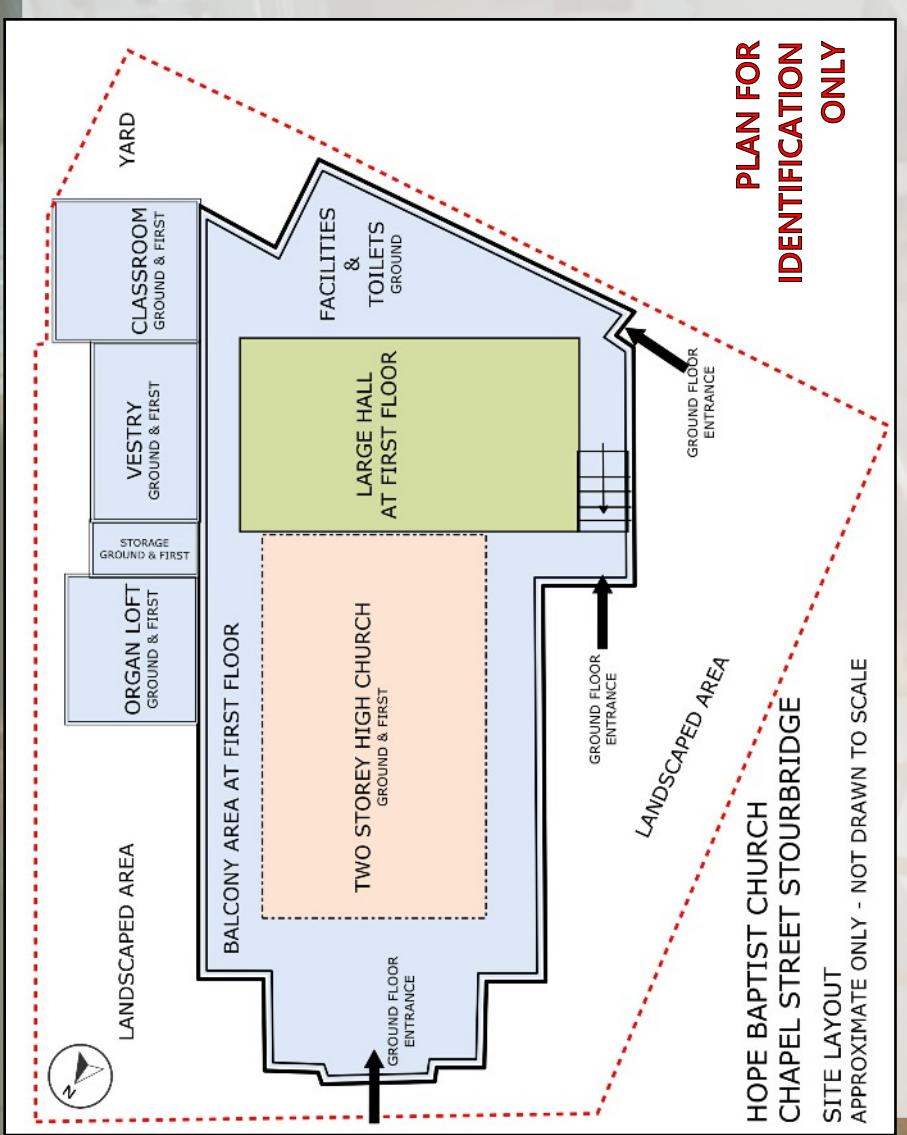 PLAN FOR
IDENTIFICATION
ONLY
YARD
CLASSROOM
GROUND & FIRST
VESTRY
GROUND & FIRST
STORAGE
GROUND & FIRST
ORGAN LOFT
GROUND & FIRST
FACILITIES
&
TOILETS
GROUND
LARGE HALL
AT FIRST FLOOR
TWO STOREY HIGH CHURCH
GROUND & FIRST
BALCONY AREA AT FIRST FLOOR
LANDSCAPED AREA
N
GROUND FLOOR
ENTRANCE
GROUND FLOOR
ENTRANCE
GROUND FLOOR
ENTRANCE
LANDSCAPED AREA
HOPE BAPTIST CHURCH
CHAPEL STREET STOURBRIDGE
SITE LAYOUT
APPROXIMATE ONLY - NOT DRAWN TO SCALE